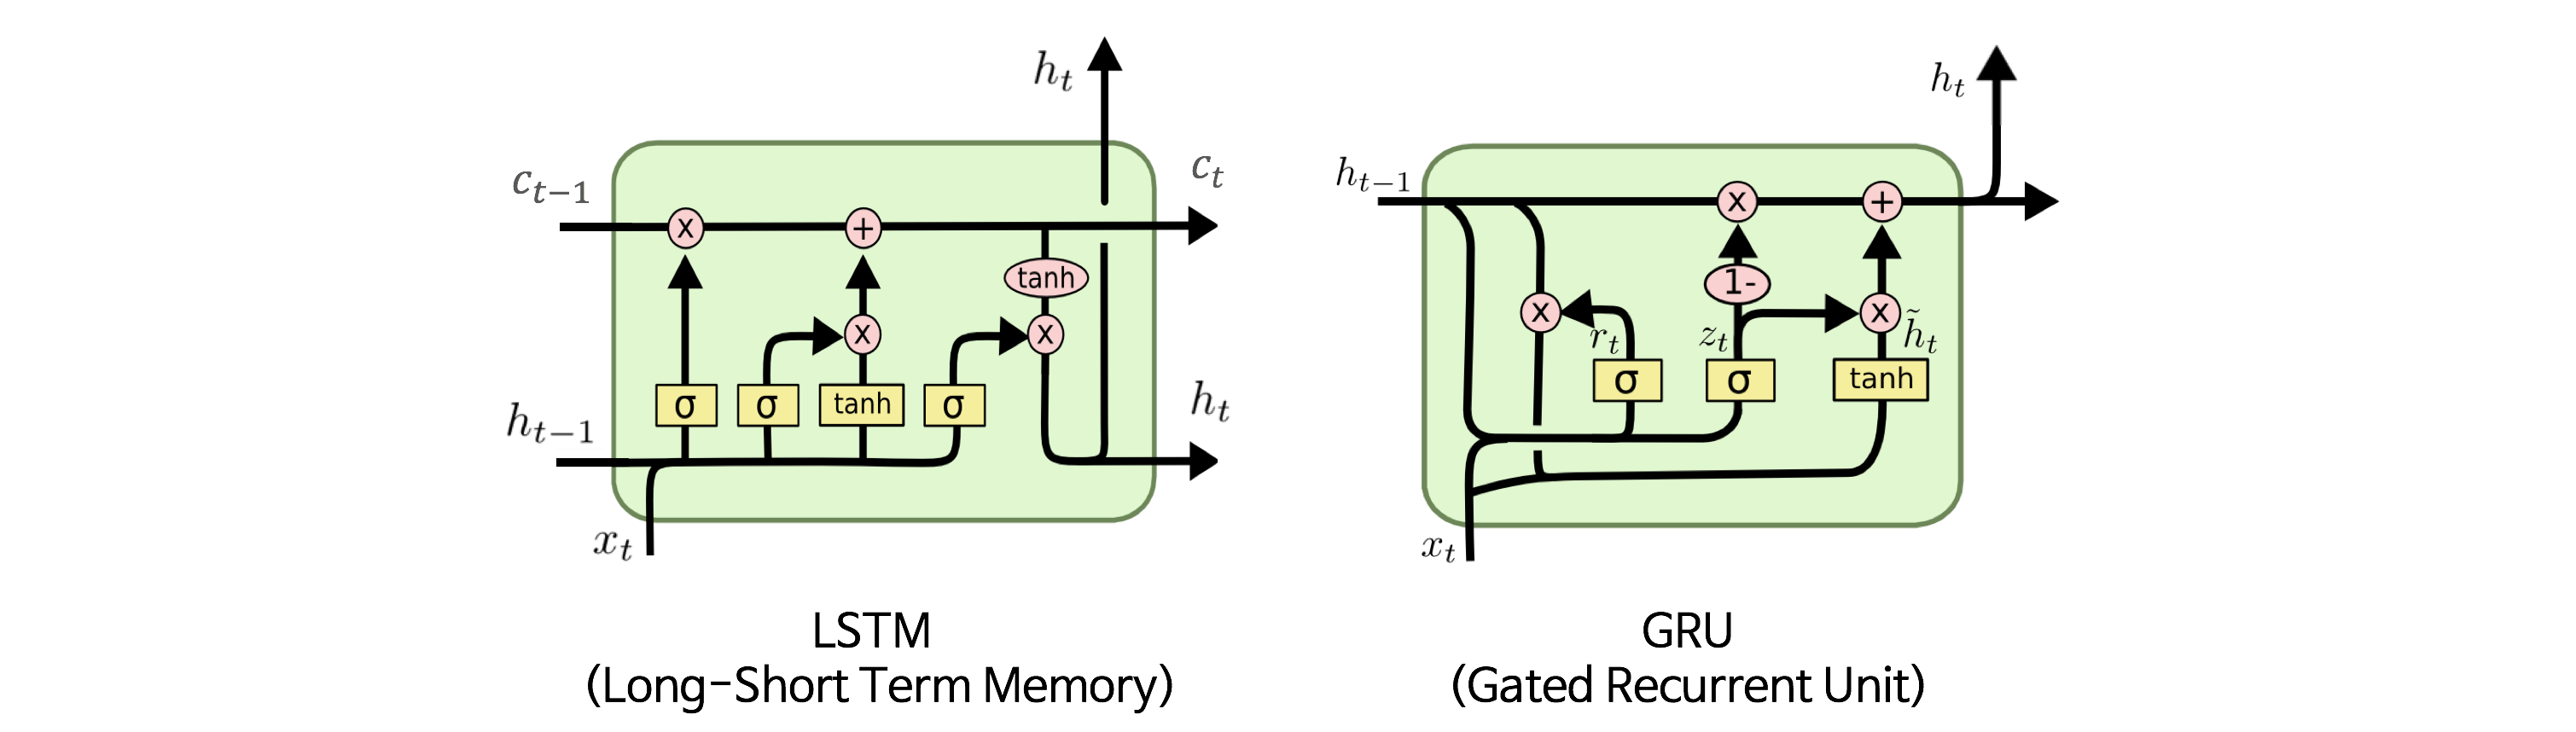 h_t
c_{t-1}
c_t
x
+
tanh
x
x
σ
σ
tanh
σ
h_{t-1}
h_t
x_t
LSTM
(Long-Short Term Memory)
h_t
h_{t-1}
x
+
1-
x
x
r_t
z_t
h̃_t
σ
σ
tanh
x_t
GRU
(Gated Recurrent Unit)